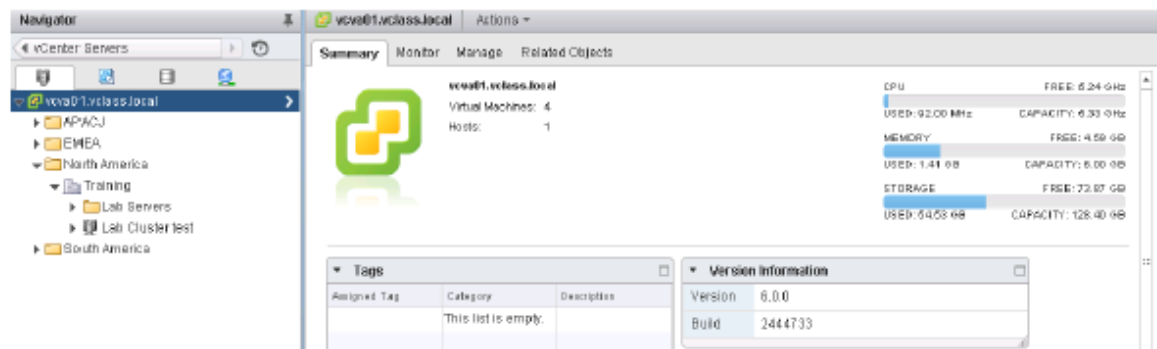 Navigator
vcva01.vclass.local Actions
vCenter Servers
Summary Monitor Manage Related Objects
vcva01.vclass.local
APACJ
EMEA
North America
Training
Lab Servers
Lab Cluster test
South America
vcva01.vclass.local
Virtual Machines: 4
Hosts: 1
CPU FREE: 6.24 GHz
USED: 92.00 MHz CAPACITY: 6.33 GHz
MEMORY FREE: 4.59 GB
USED: 1.41 GB CAPACITY: 6.00 GB
STORAGE FREE: 73.87 GB
USED: 54.53 GB CAPACITY: 128.40 GB
Tags
Assigned Tag Category Description
This list is empty.
Version Information
Version 6.0.0
Build 2444733